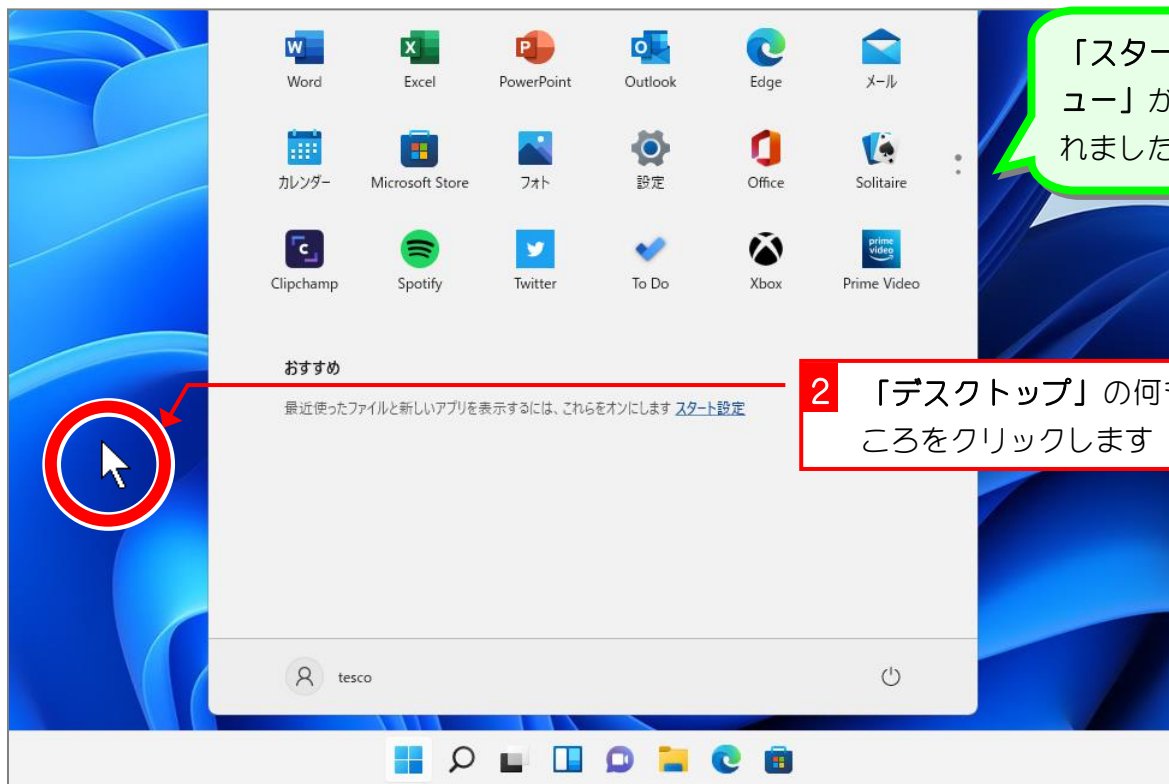 Word Excel PowerPoint Outlook Edge メール
「スター
ュー」が
れました
カレンダー Microsoft Store フォト 設定 Office Solitaire
prime video
Clipchamp Spotify Twitter To Do Xbox Prime Video
おすすめ
最近使ったファイルと新しいアプリを表示するには、これらをオンにします スタート設定
2 「デスクトップ」の何
ころをクリックします
tesco